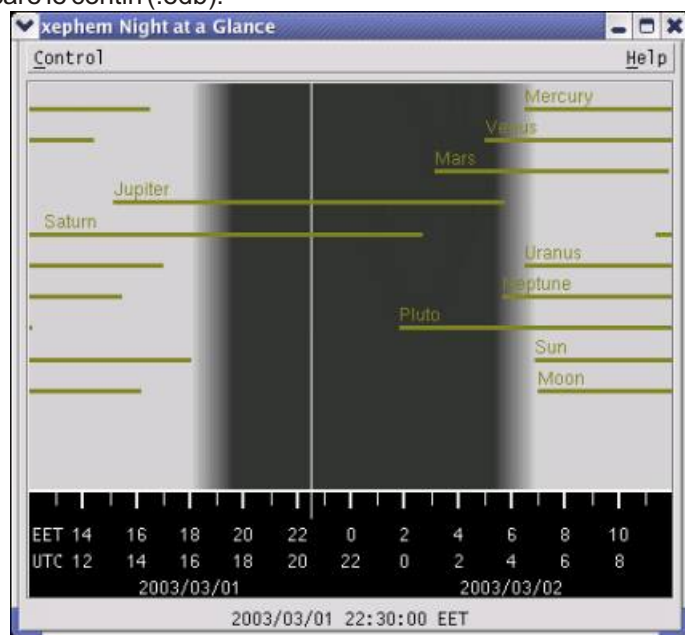 xephem Night at a Glance
Control Help
Mercury
Venus
Mars
Jupiter
Saturn
Uranus
Neptune
Pluto
Sun
Moon
EET 14 16 18 20 22 0 2 4 6 8 10
UTC 12 14 16 18 20 22 0 2 4 6 8
2003/03/01 2003/03/02
2003/03/01 22:30:00 EET